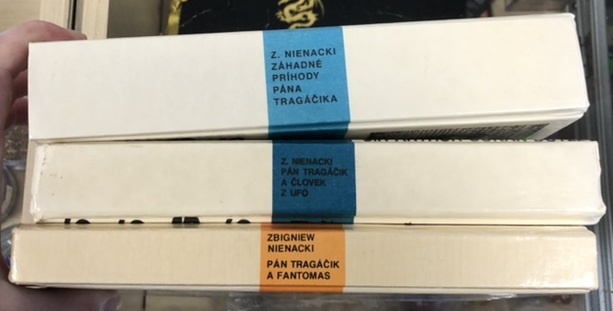 Z. NIENACKI
ZÁHADNÉ
PRÍHODY
PÁNA
TRAGÁČIKA
Z. NIENACKI
PÁN TRAGÁČIK
A ČLOVEK
Z UFO
ZBIGNIEW
NIENACKI
PÁN TRAGÁČIK
A FANTOMAS